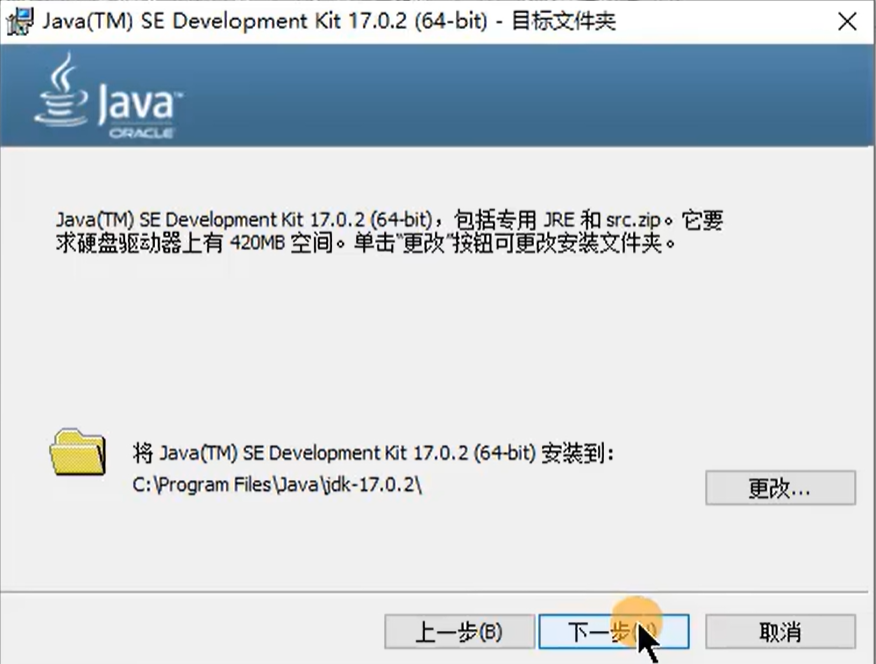 Java(TM) SE Development Kit 17.0.2 (64-bit) - 目标文件夹
Java™
ORACLE
Java(TM) SE Development Kit 17.0.2 (64-bit)，包括专用 JRE 和 src.zip。它要
求硬盘驱动器上有 420MB 空间。单击“更改”按钮可更改安装文件夹。
将 Java(TM) SE Development Kit 17.0.2 (64-bit) 安装到：
C:\Program Files\Java\jdk-17.0.2\
更改...
上一步(B)
下一步
取消